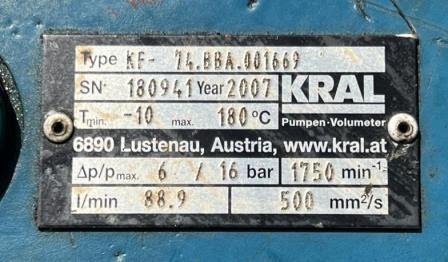 Type KF- 74.BBA.001669
SN 180941 Year 2007 KRAL
Tmin. -10 max. 180°C Pumpen·Volumeter
6890 Lustenau, Austria, www.kral.at
Δp/pmax. 6 / 16 bar 1750 min⁻¹
l/min 88.9 500 mm²/s